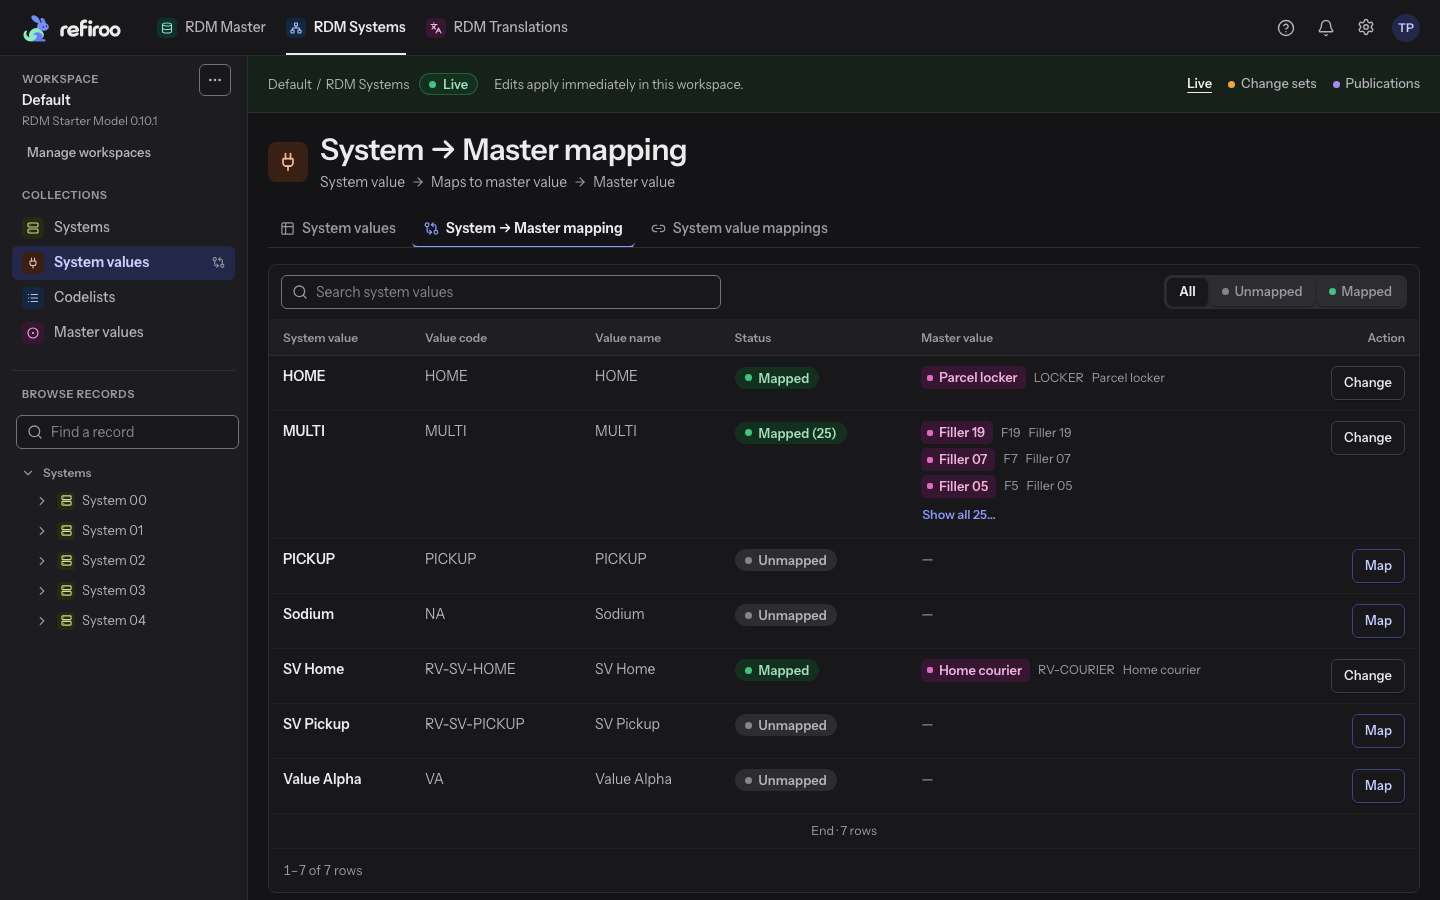 refiroo
RDM Master
RDM Systems
RDM Translations
TP
WORKSPACE
Default
RDM Starter Model 0.10.1
Manage workspaces
COLLECTIONS
Systems
System values
Codelists
Master values
BROWSE RECORDS
Find a record
Systems
System 00
System 01
System 02
System 03
System 04
Default / RDM Systems Live Edits apply immediately in this workspace.
Live Change sets Publications
System → Master mapping
System value → Maps to master value → Master value
System values System → Master mapping System value mappings
Search system values
All Unmapped Mapped
System value Value code Value name Status Master value Action
HOME HOME HOME Mapped Parcel locker LOCKER Parcel locker Change
MULTI MULTI MULTI Mapped (25) Filler 19 F19 Filler 19 Change
Filler 07 F7 Filler 07
Filler 05 F5 Filler 05
Show all 25...
PICKUP PICKUP PICKUP Unmapped — Map
Sodium NA Sodium Unmapped — Map
SV Home RV-SV-HOME SV Home Mapped Home courier RV-COURIER Home courier Change
SV Pickup RV-SV-PICKUP SV Pickup Unmapped — Map
Value Alpha VA Value Alpha Unmapped — Map
End · 7 rows
1–7 of 7 rows